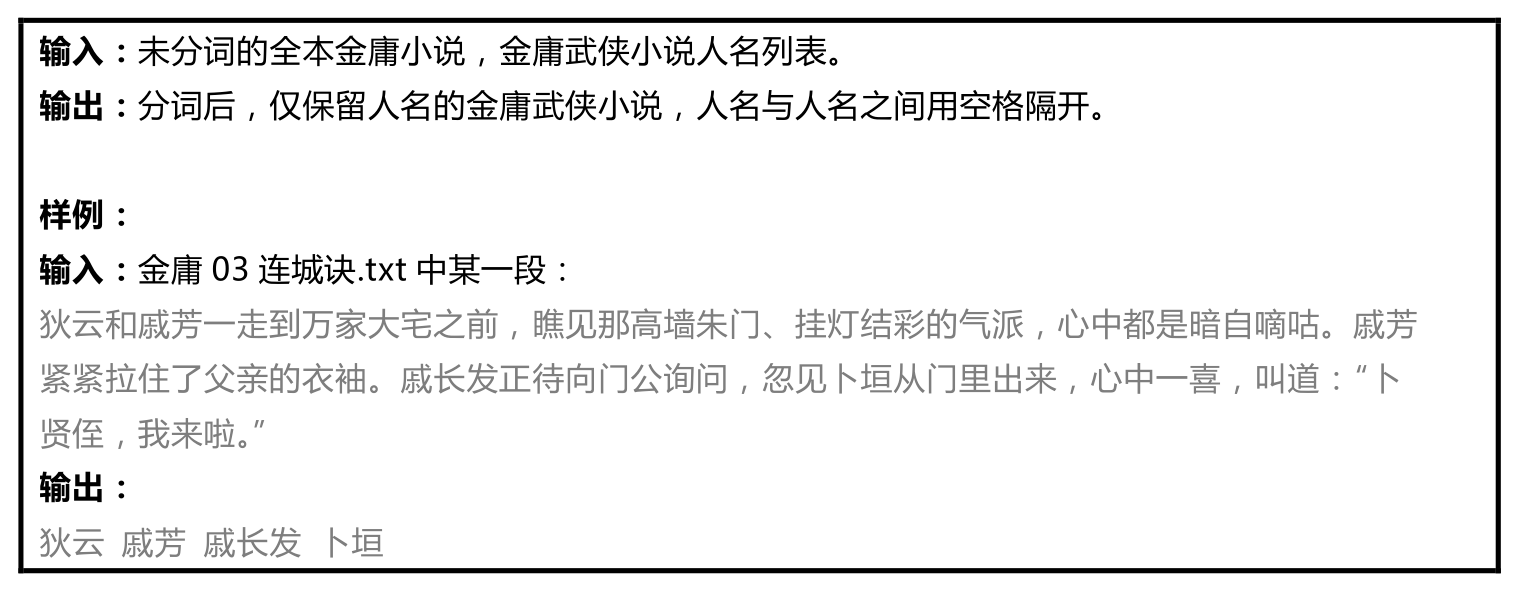 输入：未分词的全本金庸小说，金庸武侠小说人名列表。
输出：分词后，仅保留人名的金庸武侠小说，人名与人名之间用空格隔开。
样例：
输入：金庸 03 连城诀.txt 中某一段：
狄云和戚芳一走到万家大宅之前，瞧见那高墙朱门、挂灯结彩的气派，心中都是暗自嘀咕。戚芳
紧紧拉住了父亲的衣袖。戚长发正待向门公询问，忽见卜垣从门里出来，心中一喜，叫道：“卜
贤侄，我来啦。”
输出：
狄云 戚芳 戚长发 卜垣